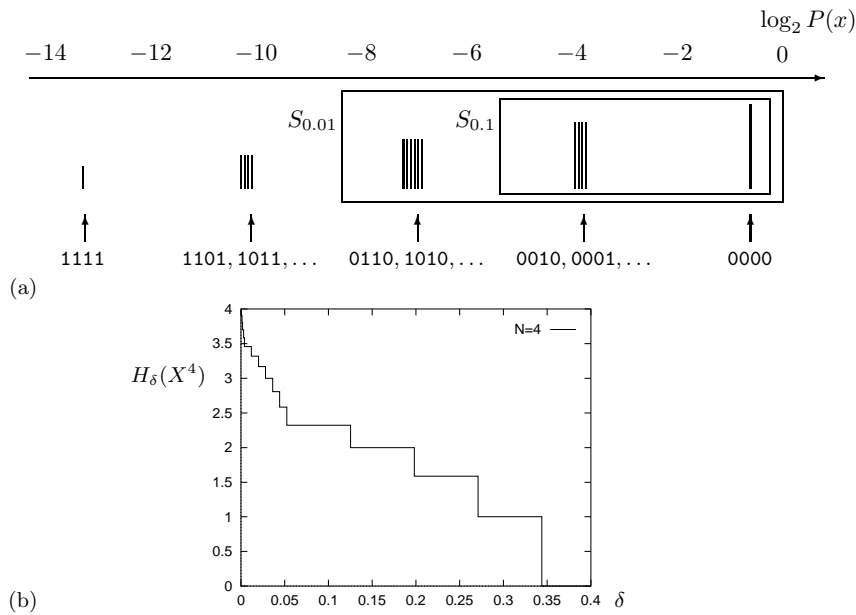 log₂ P(x)
−14 −12 −10 −8 −6 −4 −2 0
S₀.₀₁ S₀.₁
1111 1101, 1011, . . . 0110, 1010, . . . 0010, 0001, . . . 0000
(a)
4
N=4
3.5
H_δ(X⁴)
3
2.5
2
1.5
1
0.5
0
0 0.05 0.1 0.15 0.2 0.25 0.3 0.35 0.4 δ
(b)